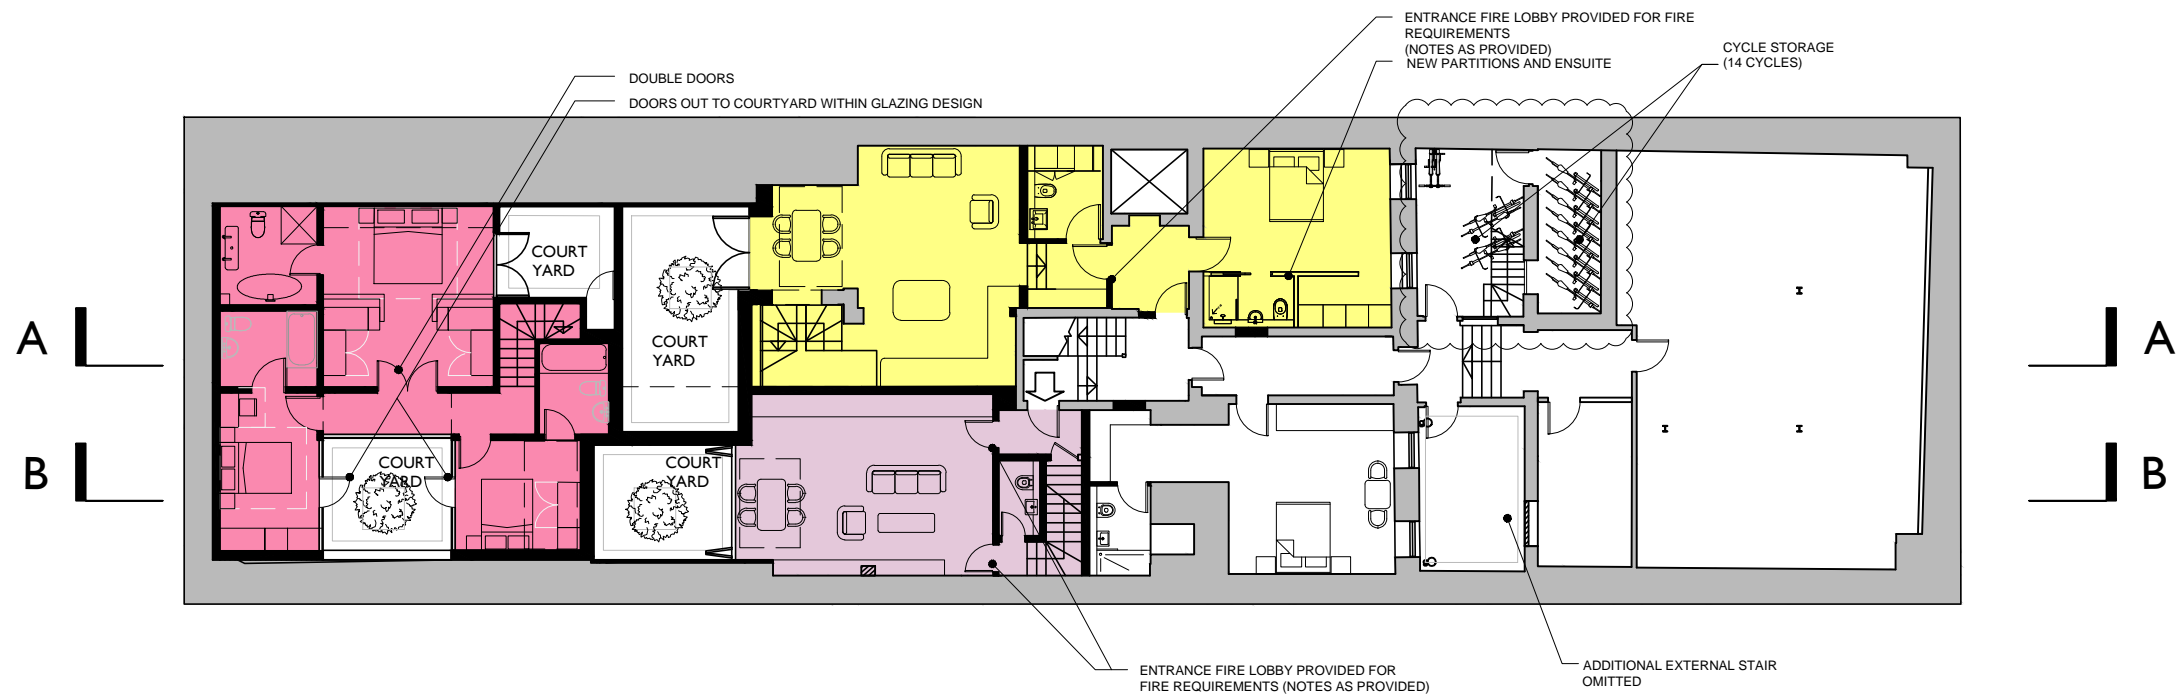 ENTRANCE FIRE LOBBY PROVIDED FOR FIRE
REQUIREMENTS
(NOTES AS PROVIDED)
NEW PARTITIONS AND ENSUITE
CYCLE STORAGE
(14 CYCLES)
DOUBLE DOORS
DOORS OUT TO COURTYARD WITHIN GLAZING DESIGN
COURT
YARD
COURT
YARD
A
A
COURT
YARD
COURT
YARD
B
B
ENTRANCE FIRE LOBBY PROVIDED FOR
FIRE REQUIREMENTS (NOTES AS PROVIDED)
ADDITIONAL EXTERNAL STAIR
OMITTED